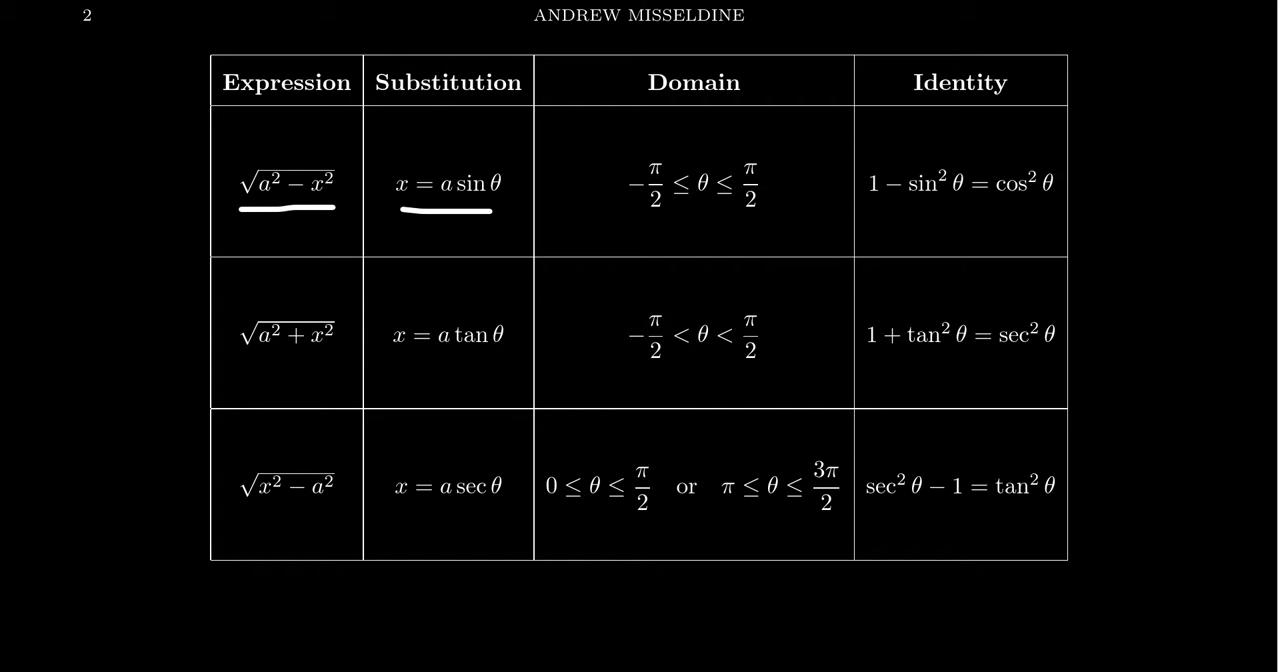 2 ANDREW MISSELDINE
Expression Substitution Domain Identity
√(a² − x²) x = a sin θ −π/2 ≤ θ ≤ π/2 1 − sin² θ = cos² θ
√(a² + x²) x = a tan θ −π/2 < θ < π/2 1 + tan² θ = sec² θ
√(x² − a²) x = a sec θ 0 ≤ θ ≤ π/2 or π ≤ θ ≤ 3π/2 sec² θ − 1 = tan² θ